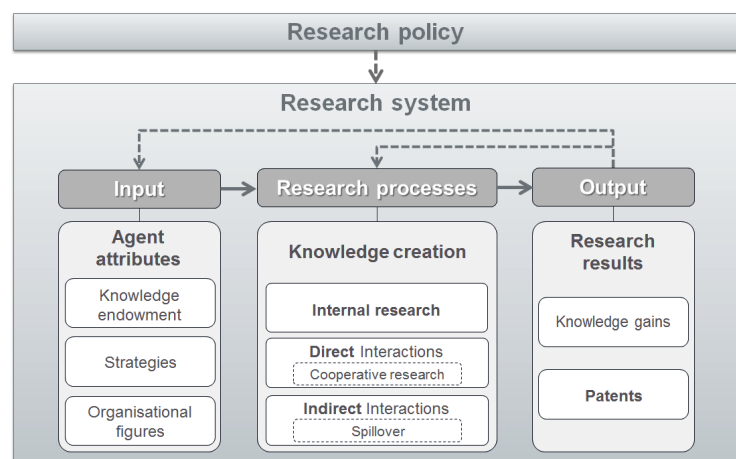 Research policy
Research system
Input
Research processes
Output
Agent
attributes
Knowledge
endowment
Strategies
Organisational
figures
Knowledge creation
Internal research
Direct Interactions
Cooperative research
Indirect Interactions
Spillover
Research
results
Knowledge gains
Patents